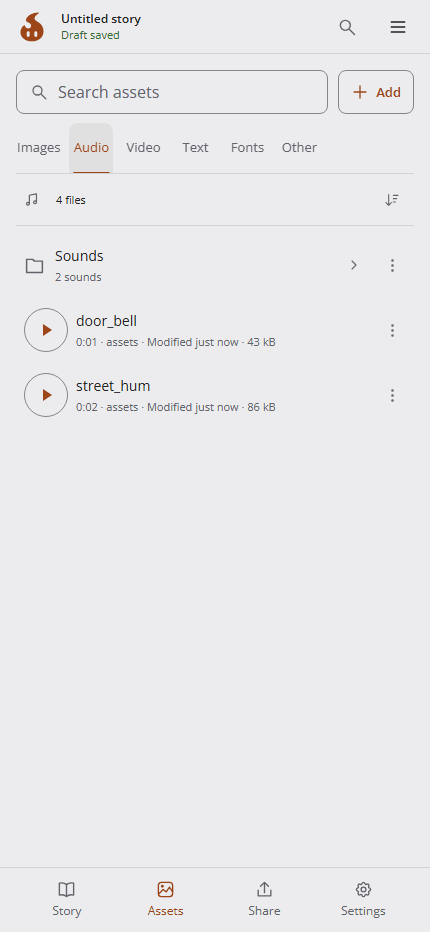 Untitled story
Draft saved
Search assets
Add
Images Audio Video Text Fonts Other
4 files
Sounds
2 sounds
door_bell
0:01 · assets · Modified just now · 43 kB
street_hum
0:02 · assets · Modified just now · 86 kB
Story Assets Share Settings